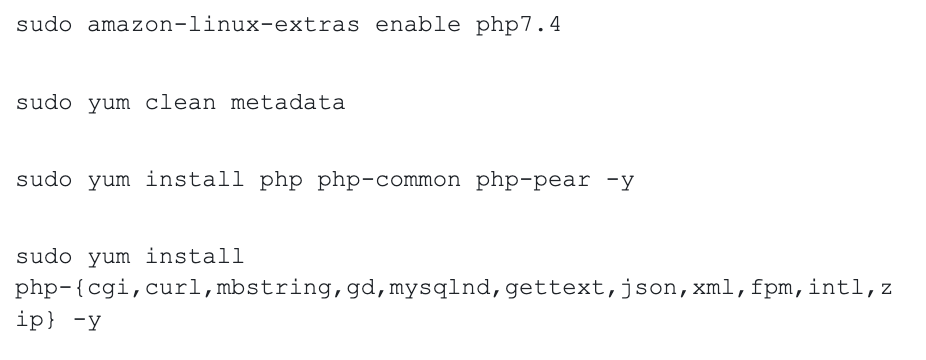 sudo amazon-linux-extras enable php7.4
sudo yum clean metadata
sudo yum install php php-common php-pear -y
sudo yum install
php-{cgi,curl,mbstring,gd,mysqlnd,gettext,json,xml,fpm,intl,z
ip} -y